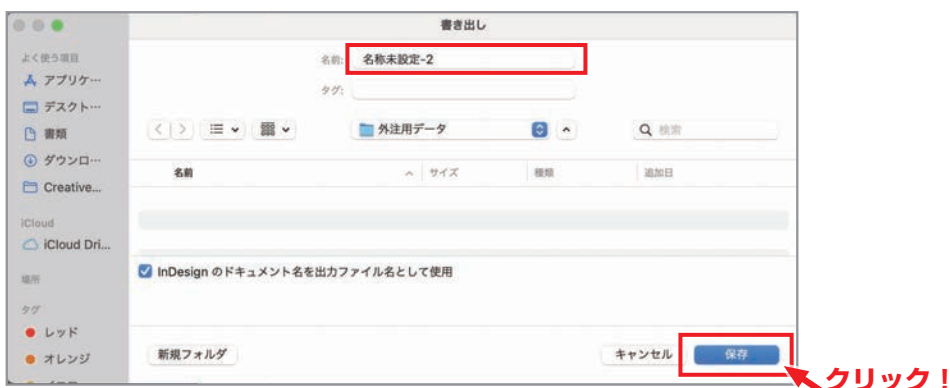 書き出し
よく使う項目
アプリケ…
デスクト…
書類
ダウンロ…
Creative...
iCloud
iCloud Dri...
場所
タグ
レッド
オレンジ
名前: 名称未設定-2
タグ:
外注用データ
検索
名前 サイズ 種類 追加日
InDesign のドキュメント名を出力ファイル名として使用
新規フォルダ キャンセル 保存
クリック！